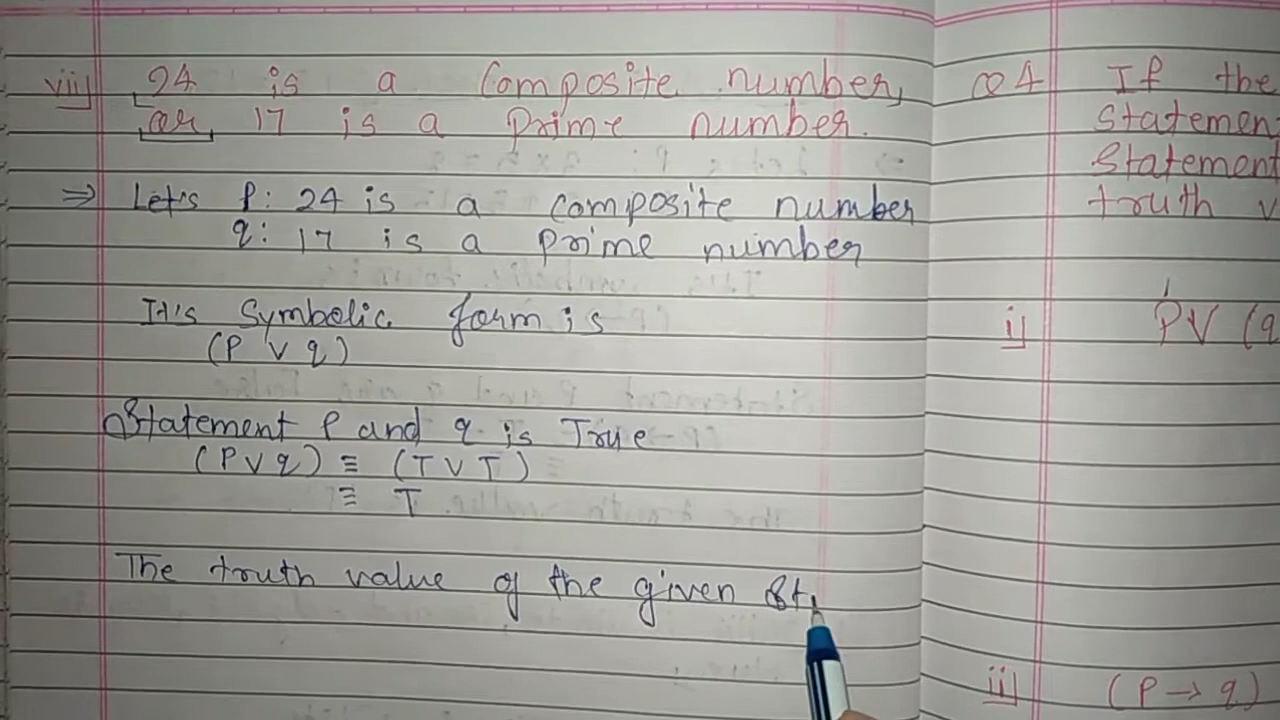 vii) 24 is a composite number,
or 17 is a prime number.
⇒ Let's P: 24 is a composite number
q: 17 is a prime number
It's Symbolic form is
(P ∨ q)
Statement P and q is True
(P∨q) ≡ (T ∨ T)
≡ T
The truth value of the given St
Q4 If the
Statemen
Statement
truth v
i) P∨ (q
ii) (P → q)